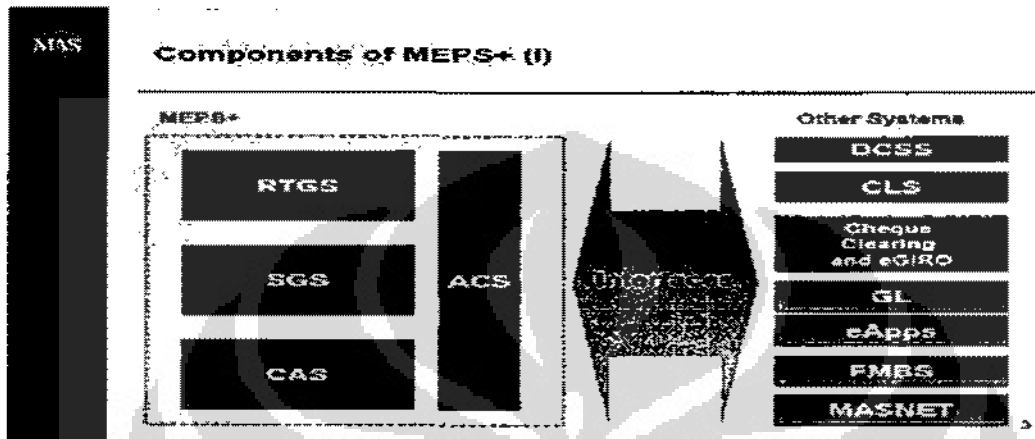 MAS
Components of MEPS+ (I)
MEPS+
Other Systems
RTGS
SGS
CAS
ACS
DCSS
CLS
Cheque
Clearing
and eGIRO
GL
eApps
FMBS
MASNET